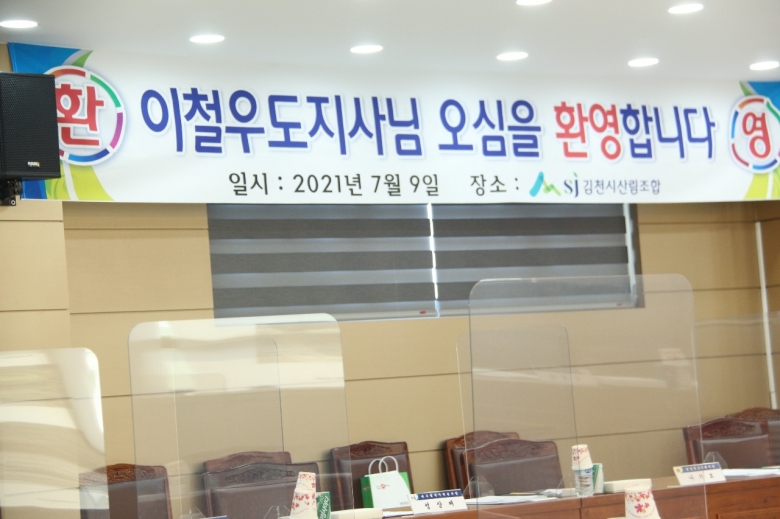 환 이철우도지사님 오심을 환영합니다 영
일시 : 2021년 7월 9일 장소 : sj 김천시산림조합